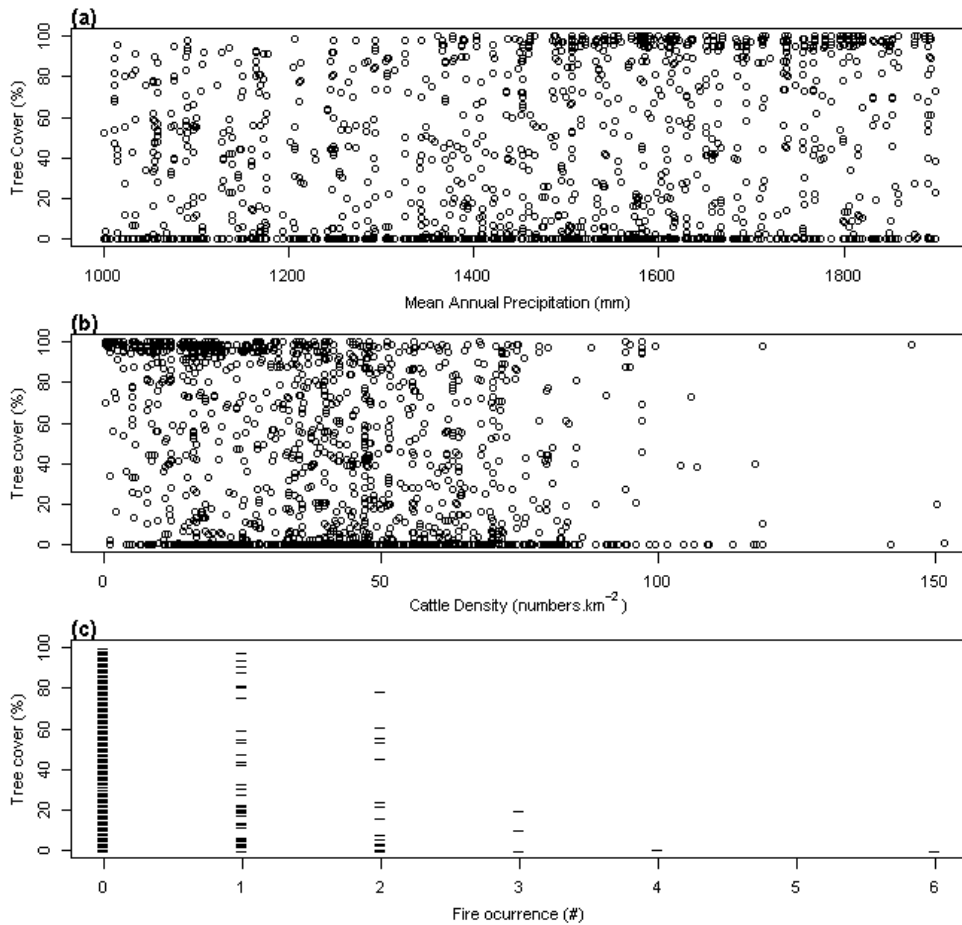 (a)
100
80
60
40
20
0
Tree Cover (%)
1000 1200 1400 1600 1800
Mean Annual Precipitation (mm)
(b)
100
80
60
40
20
0
Tree cover (%)
0 50 100 150
Cattle Density (numbers.km⁻²)
(c)
100
80
60
40
20
0
Tree cover (%)
0 1 2 3 4 5 6
Fire ocurrence (#)